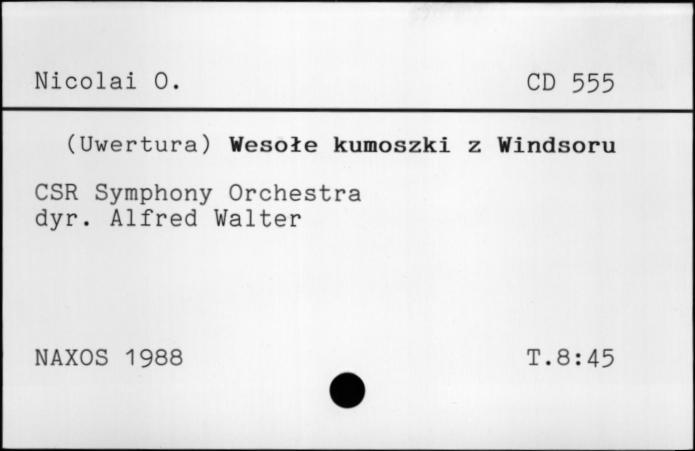 Nicolai O. CD 555
(Uwertura) Wesołe kumoszki z Windsoru
CSR Symphony Orchestra
dyr. Alfred Walter
NAXOS 1988 T.8:45